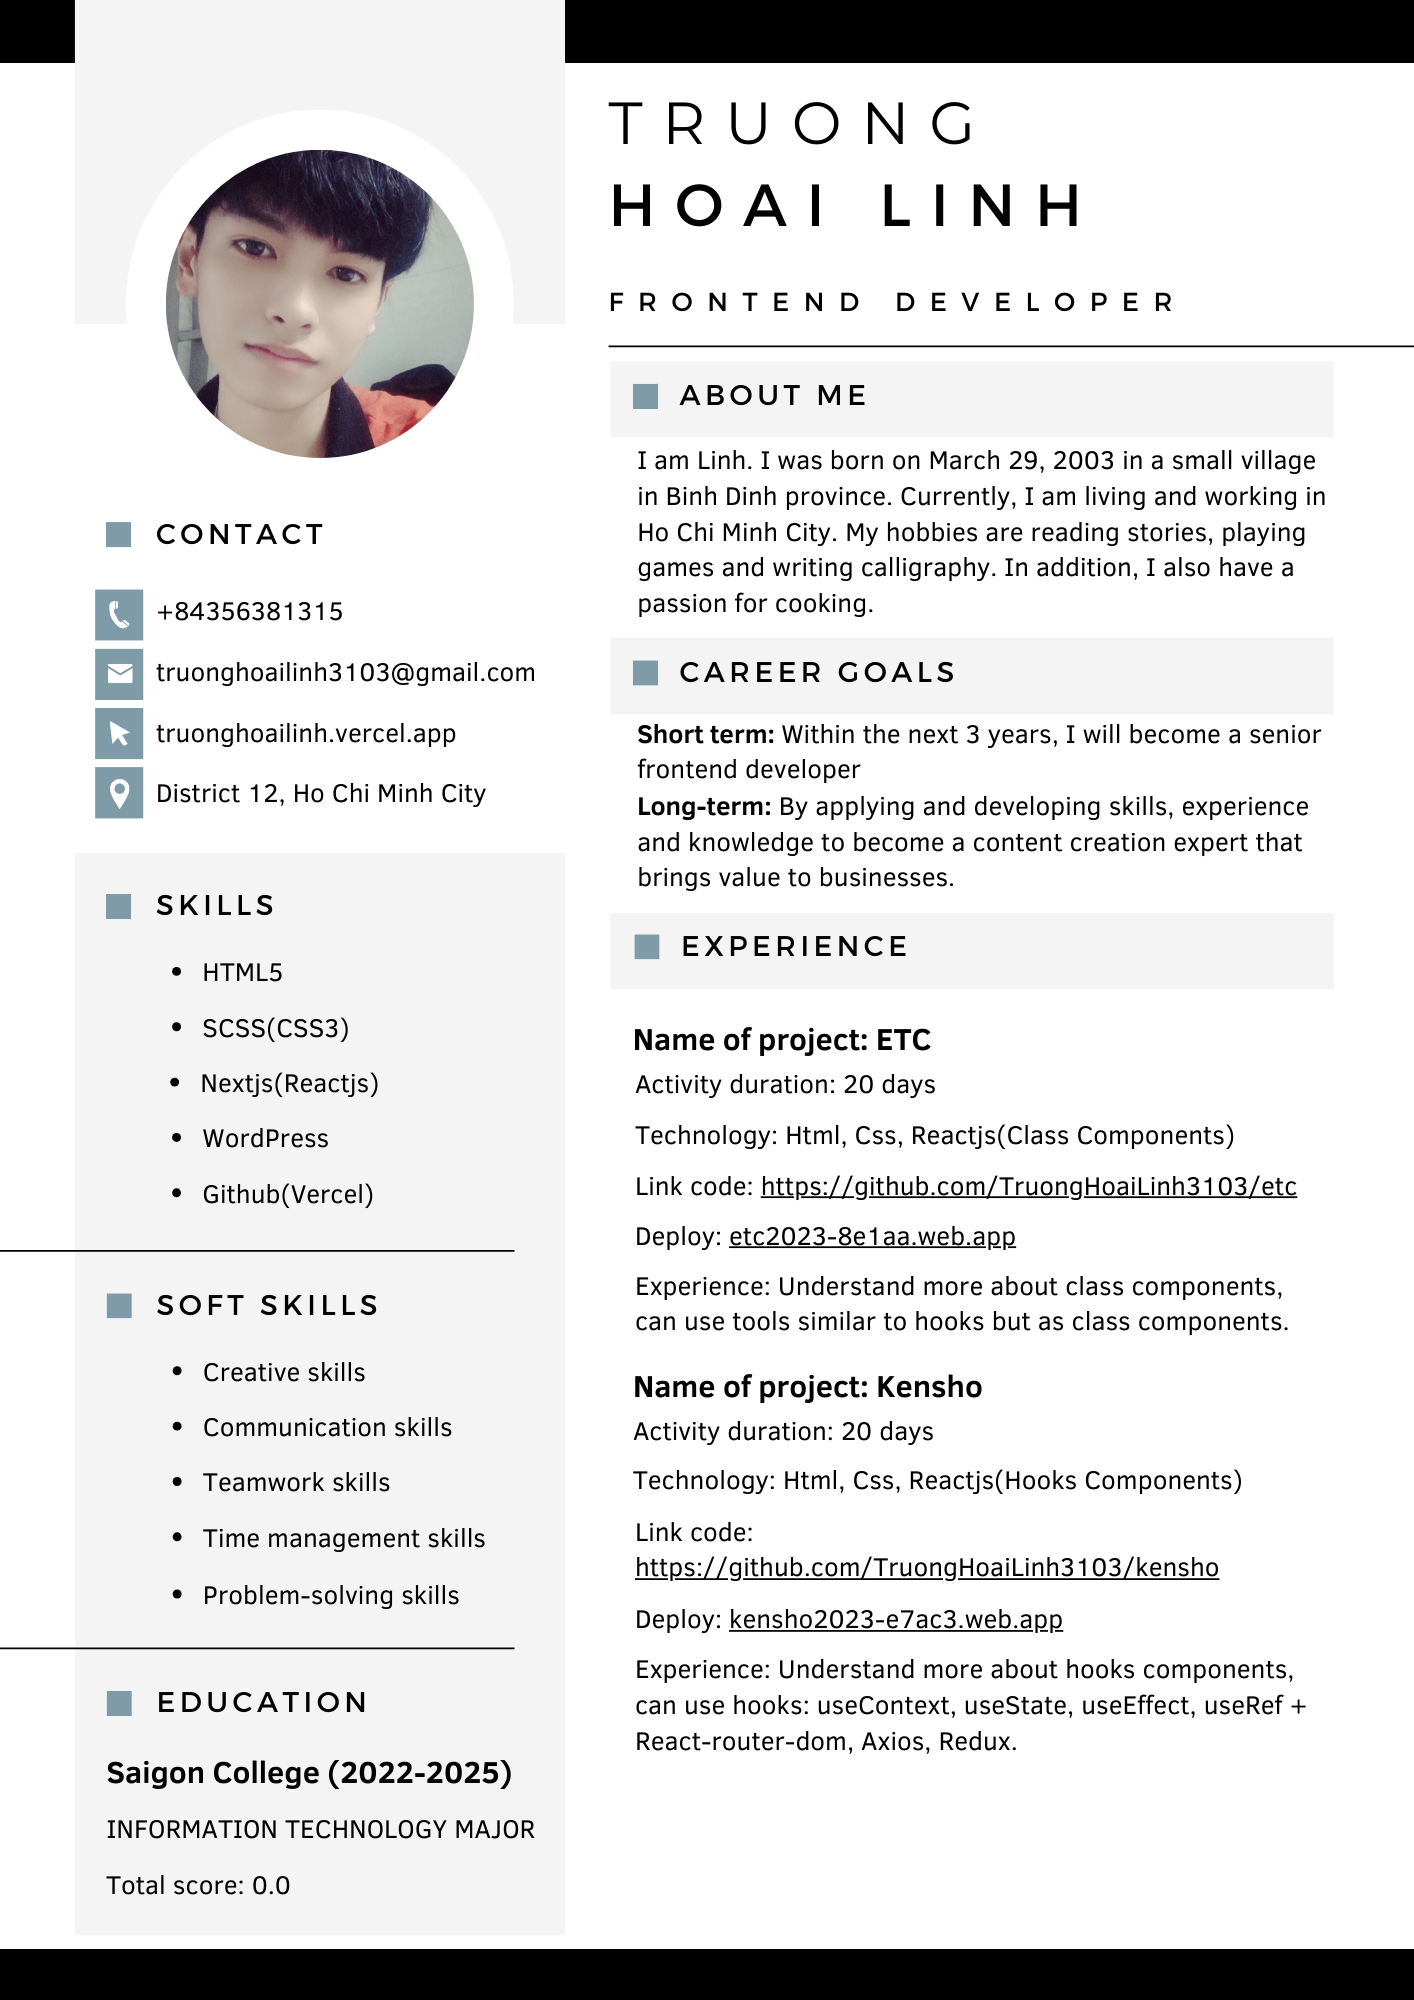 TRUONG
HOAI LINH
FRONTEND DEVELOPER
CONTACT
+84356381315
truonghoailinh3103@gmail.com
truonghoailinh.vercel.app
District 12, Ho Chi Minh City
SKILLS
• HTML5
• SCSS(CSS3)
• Nextjs(Reactjs)
• WordPress
• Github(Vercel)
SOFT SKILLS
• Creative skills
• Communication skills
• Teamwork skills
• Time management skills
• Problem-solving skills
EDUCATION
Saigon College (2022-2025)
INFORMATION TECHNOLOGY MAJOR
Total score: 0.0
ABOUT ME
I am Linh. I was born on March 29, 2003 in a small village
in Binh Dinh province. Currently, I am living and working in
Ho Chi Minh City. My hobbies are reading stories, playing
games and writing calligraphy. In addition, I also have a
passion for cooking.
CAREER GOALS
Short term: Within the next 3 years, I will become a senior
frontend developer
Long-term: By applying and developing skills, experience
and knowledge to become a content creation expert that
brings value to businesses.
EXPERIENCE
Name of project: ETC
Activity duration: 20 days
Technology: Html, Css, Reactjs(Class Components)
Link code: https://github.com/TruongHoaiLinh3103/etc
Deploy: etc2023-8e1aa.web.app
Experience: Understand more about class components,
can use tools similar to hooks but as class components.
Name of project: Kensho
Activity duration: 20 days
Technology: Html, Css, Reactjs(Hooks Components)
Link code:
https://github.com/TruongHoaiLinh3103/kensho
Deploy: kensho2023-e7ac3.web.app
Experience: Understand more about hooks components,
can use hooks: useContext, useState, useEffect, useRef +
React-router-dom, Axios, Redux.